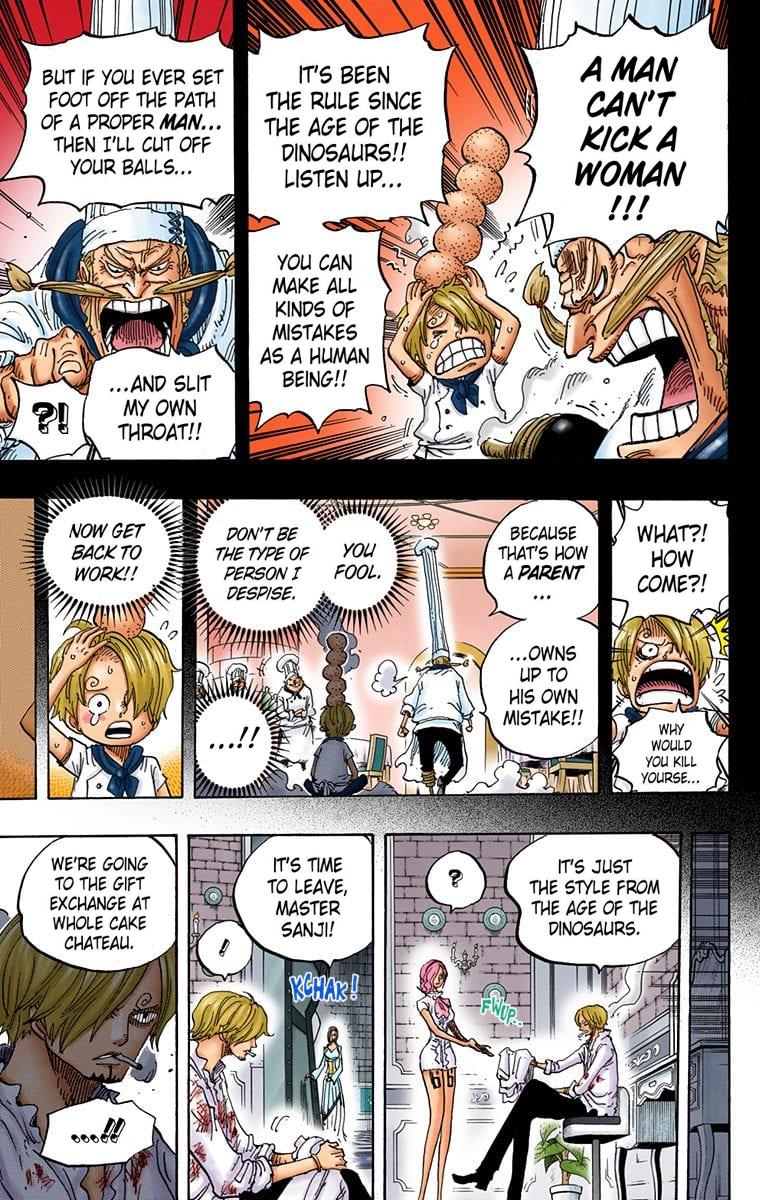 A MAN
CAN'T
KICK A
WOMAN
!!!
IT'S BEEN
THE RULE SINCE
THE AGE OF THE
DINOSAURS!!
LISTEN UP...
YOU CAN
MAKE ALL
KINDS OF
MISTAKES
AS A HUMAN
BEING!!
BUT IF YOU EVER SET
FOOT OFF THE PATH
OF A PROPER MAN...
THEN I'LL CUT OFF
YOUR BALLS...
...AND SLIT
MY OWN
THROAT!!
?!
WHAT?!
HOW
COME?!
WHY
WOULD
YOU KILL
YOURSE...
BECAUSE
THAT'S HOW
A PARENT
...
...OWNS
UP TO
HIS OWN
MISTAKE!!
YOU
FOOL.
DON'T BE
THE TYPE OF
PERSON I
DESPISE.
...!!
NOW GET
BACK TO
WORK!!
IT'S JUST
THE STYLE FROM
THE AGE OF THE
DINOSAURS.
?
FWUP..
66
IT'S TIME
TO LEAVE,
MASTER
SANJI!
!
KCHAK!
WE'RE GOING
TO THE GIFT
EXCHANGE AT
WHOLE CAKE
CHATEAU.
...!!